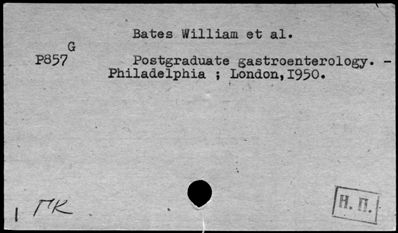 Bates William et al.
G
P857
Postgraduate gastroenterology. -
Philadelphia ; London,1950.
ГК
Н. П.